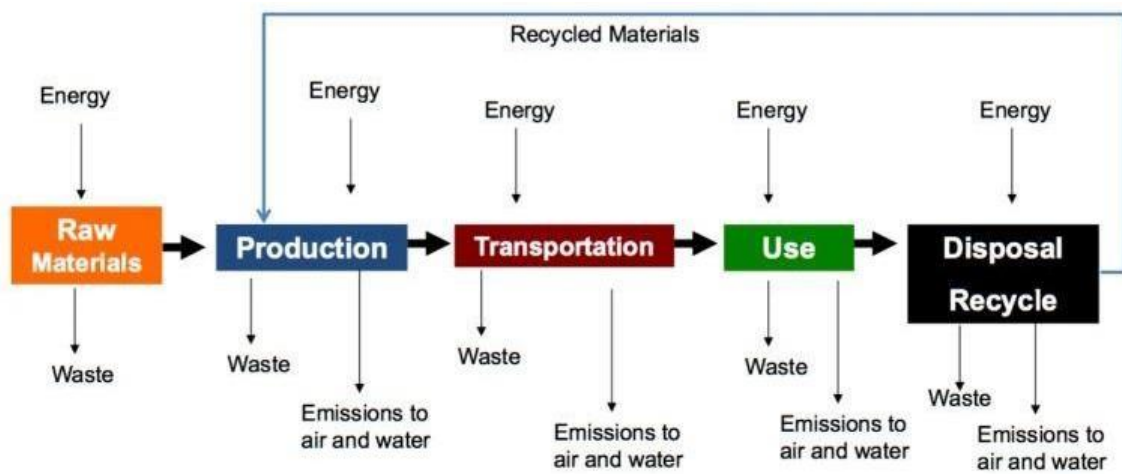 Recycled Materials
Energy
Energy
Energy
Energy
Energy
Raw
Materials
Production
Transportation
Use
Disposal
Recycle
Waste
Waste
Waste
Waste
Waste
Emissions to
air and water
Emissions to
air and water
Emissions to
air and water
Emissions to
air and water